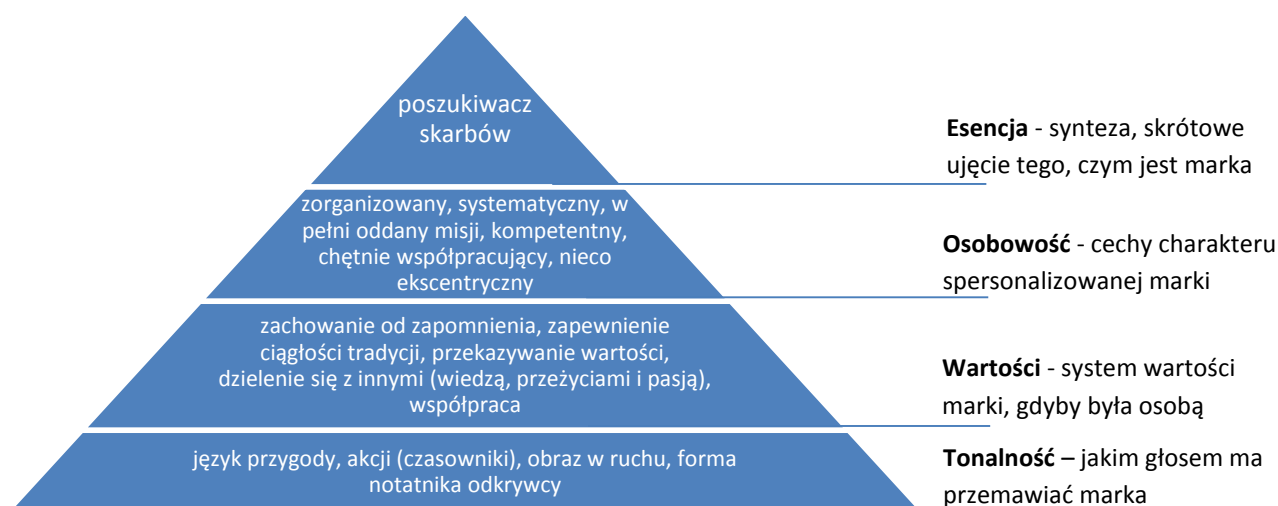 poszukiwacz
skarbów
Esencja - synteza, skrótowe
ujęcie tego, czym jest marka
zorganizowany, systematyczny, w
pełni oddany misji, kompetentny,
chętnie współpracujący, nieco
ekscentryczny
Osobowość - cechy charakteru
spersonalizowanej marki
zachowanie od zapomnienia, zapewnienie
ciągłości tradycji, przekazywanie wartości,
dzielenie się z innymi (wiedzą, przeżyciami i pasją),
współpraca
Wartości - system wartości
marki, gdyby była osobą
język przygody, akcji (czasowniki), obraz w ruchu, forma
notatnika odkrywcy
Tonalność – jakim głosem ma
przemawiać marka